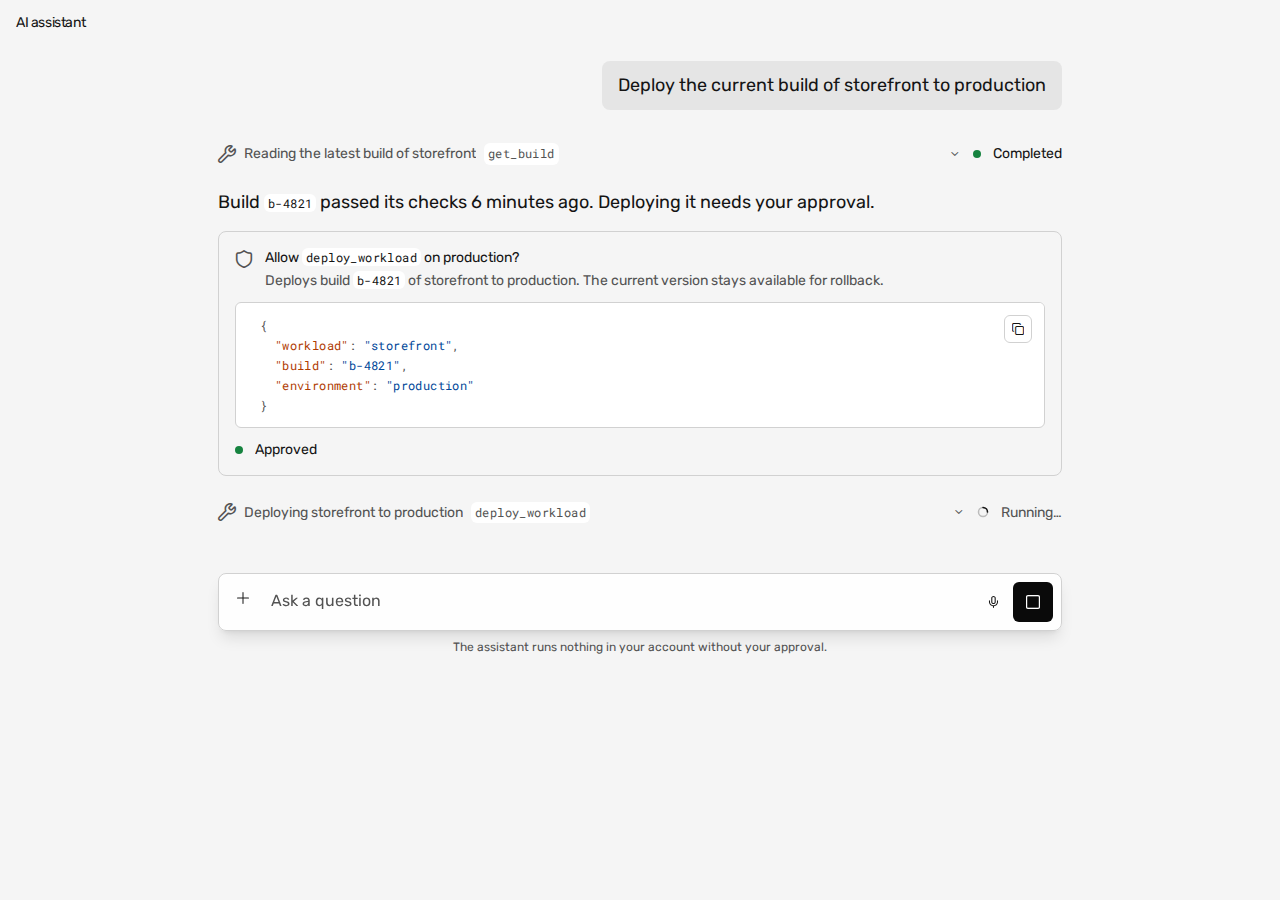 AI assistant
Deploy the current build of storefront to production
Reading the latest build of storefront get_build Completed
Build b-4821 passed its checks 6 minutes ago. Deploying it needs your approval.
Allow deploy_workload on production?
Deploys build b-4821 of storefront to production. The current version stays available for rollback.
{
"workload": "storefront",
"build": "b-4821",
"environment": "production"
}
Approved
Deploying storefront to production deploy_workload Running…
Ask a question
The assistant runs nothing in your account without your approval.